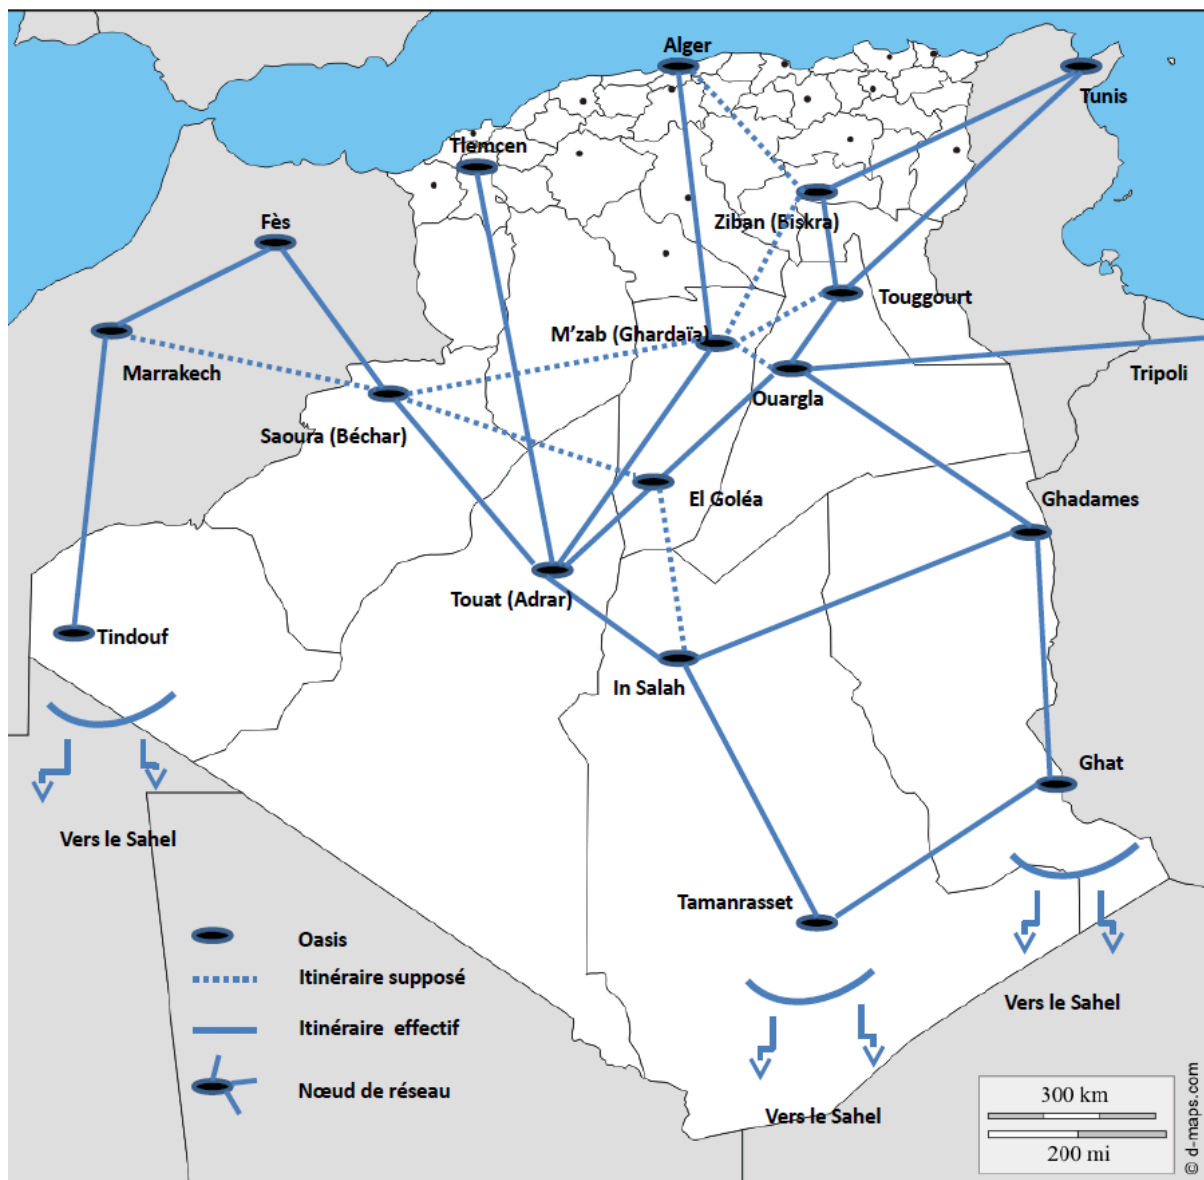 Alger
Tunis
Tlemcen
Ziban (Biskra)
Fès
Touggourt
M'zab (Ghardaïa)
Marrakech
Tripoli
Ouargla
Saoura (Béchar)
El Goléa
Ghadames
Touat (Adrar)
Tindouf
In Salah
Ghat
Vers le Sahel
Tamanrasset
Oasis
Itinéraire supposé
Vers le Sahel
Itinéraire effectif
Nœud de réseau
Vers le Sahel
300 km
200 mi
© d-maps.com